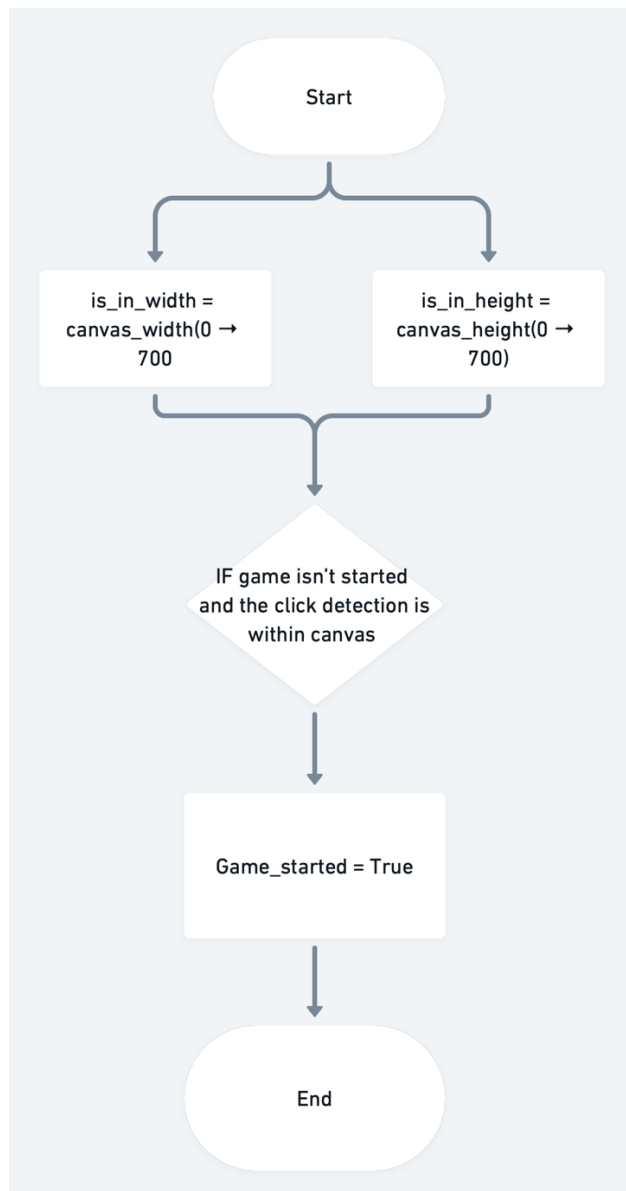 Start
is_in_width =
canvas_width(0 →
700
is_in_height =
canvas_height(0 →
700)
IF game isn’t started
and the click detection is
within canvas
Game_started = True
End